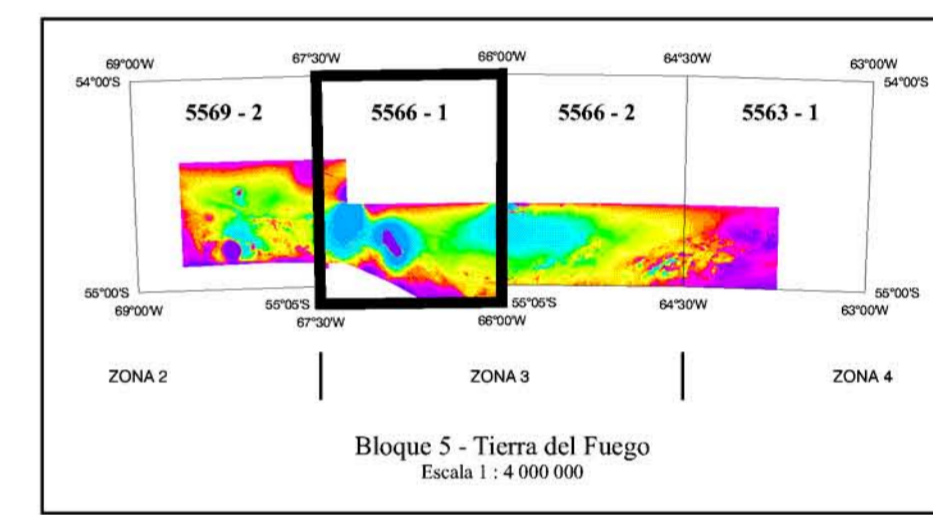 69°00'W 67°30'W 66°00'W 64°30'W 63°00'W
54°00'S 54°00'S
5569 - 2 5566 - 1 5566 - 2 5563 - 1
55°00'S 55°05'S 55°05'S 55°00'S
69°00'W 67°30'W 66°00'W 64°30'W 63°00'W
ZONA 2 ZONA 3 ZONA 4
Bloque 5 - Tierra del Fuego
Escala 1 : 4 000 000